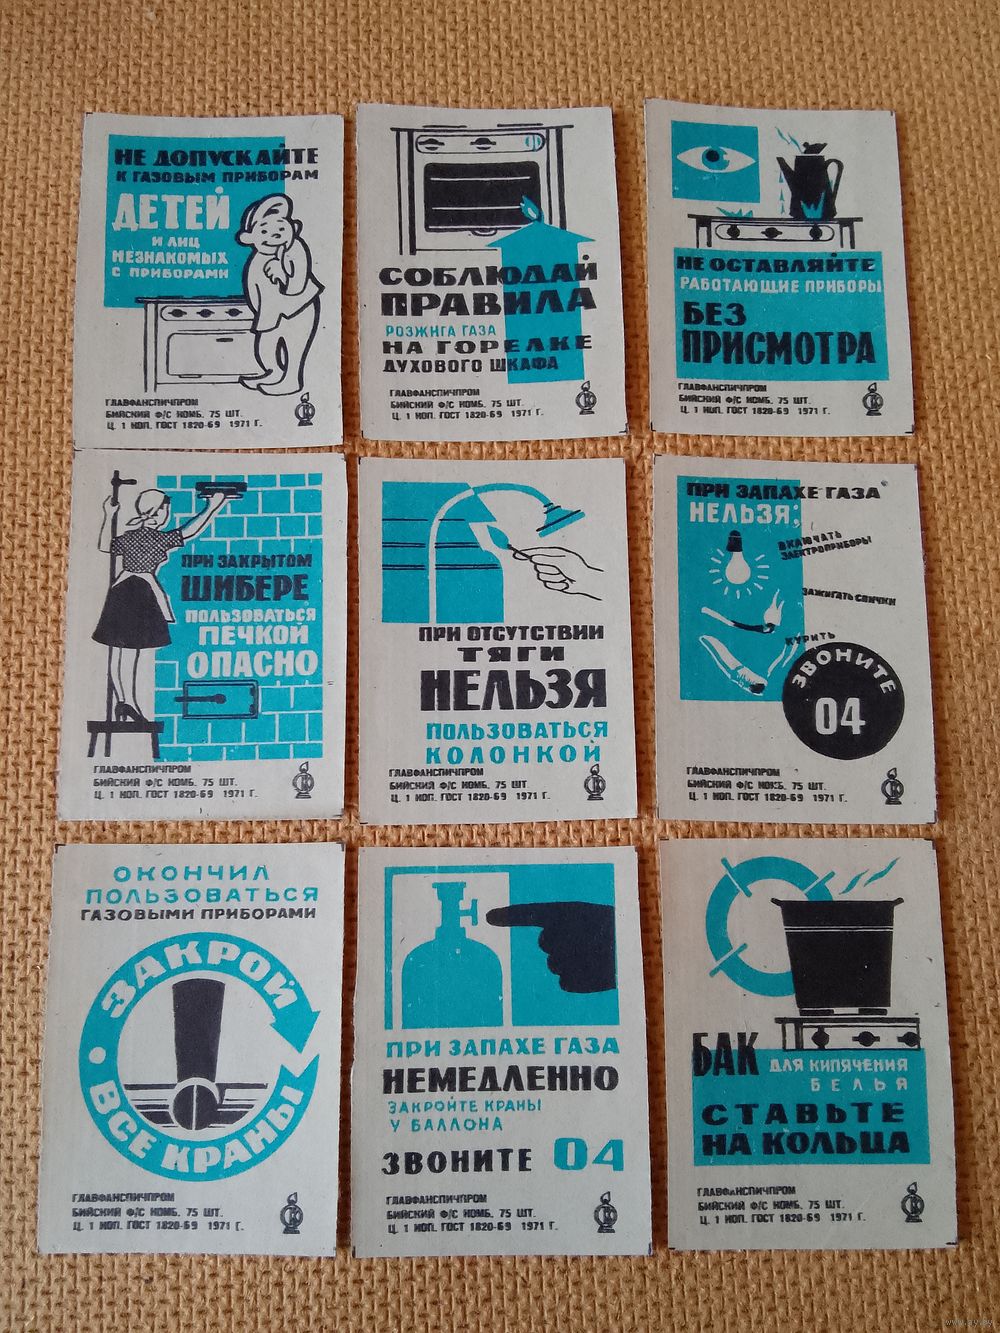 НЕ ДОПУСКАЙТЕ
К ГАЗОВЫМ ПРИБОРАМ
ДЕТЕЙ
И ЛИЦ
НЕЗНАКОМЫХ
С ПРИБОРАМИ
ГЛАВФАНСПИЧПРОМ
БИЙСКИЙ Ф/С КОМБ. 75 ШТ.
Ц. 1 КОП. ГОСТ 1820-69 1971 Г.
СОБЛЮДАЙ
ПРАВИЛА
РОЗЖИГА ГАЗА
НА ГОРЕЛКЕ
ДУХОВОГО ШКАФА
ГЛАВФАНСПИЧПРОМ
БИЙСКИЙ Ф/С КОМБ. 75 ШТ.
Ц. 1 КОП. ГОСТ 1820-69 1971 Г.
НЕ ОСТАВЛЯЙТЕ
РАБОТАЮЩИЕ ПРИБОРЫ
БЕЗ
ПРИСМОТРА
ГЛАВФАНСПИЧПРОМ
БИЙСКИЙ Ф/С КОМБ. 75 ШТ.
Ц. 1 КОП. ГОСТ 1820-69 1971 Г.
ПРИ ЗАКРЫТОМ
ШИБЕРЕ
ПОЛЬЗОВАТЬСЯ
ПЕЧКОЙ
ОПАСНО
ГЛАВФАНСПИЧПРОМ
БИЙСКИЙ Ф/С КОМБ. 75 ШТ.
Ц. 1 КОП. ГОСТ 1820-69 1971 Г.
ПРИ ОТСУТСТВИИ
ТЯГИ
НЕЛЬЗЯ
ПОЛЬЗОВАТЬСЯ
КОЛОНКОЙ
ГЛАВФАНСПИЧПРОМ
БИЙСКИЙ Ф/С КОМБ. 75 ШТ.
Ц. 1 КОП. ГОСТ 1820-69 1971 Г.
ПРИ ЗАПАХЕ ГАЗА
НЕЛЬЗЯ:
ВКЛЮЧАТЬ
ЭЛЕКТРОПРИБОРЫ
ЗАЖИГАТЬ СПИЧКИ
КУРИТЬ
ЗВОНИТЕ
04
ГЛАВФАНСПИЧПРОМ
БИЙСКИЙ Ф/С КОМБ. 75 ШТ.
Ц. 1 КОП. ГОСТ 1820-69 1971 Г.
ОКОНЧИЛ
ПОЛЬЗОВАТЬСЯ
ГАЗОВЫМИ ПРИБОРАМИ
ЗАКРОЙ
ВСЕ КРАНЫ
ГЛАВФАНСПИЧПРОМ
БИЙСКИЙ Ф/С КОМБ. 75 ШТ.
Ц. 1 КОП. ГОСТ 1820-69 1971 Г.
ПРИ ЗАПАХЕ ГАЗА
НЕМЕДЛЕННО
ЗАКРОЙТЕ КРАНЫ
У БАЛЛОНА
ЗВОНИТЕ 04
ГЛАВФАНСПИЧПРОМ
БИЙСКИЙ Ф/С КОМБ. 75 ШТ.
Ц. 1 КОП. ГОСТ 1820-69 1971 Г.
БАК ДЛЯ КИПЯЧЕНИЯ
БЕЛЬЯ
СТАВЬТЕ
НА КОЛЬЦА
ГЛАВФАНСПИЧПРОМ
БИЙСКИЙ Ф/С КОМБ. 75 ШТ.
Ц. 1 КОП. ГОСТ 1820-69 1971 Г.